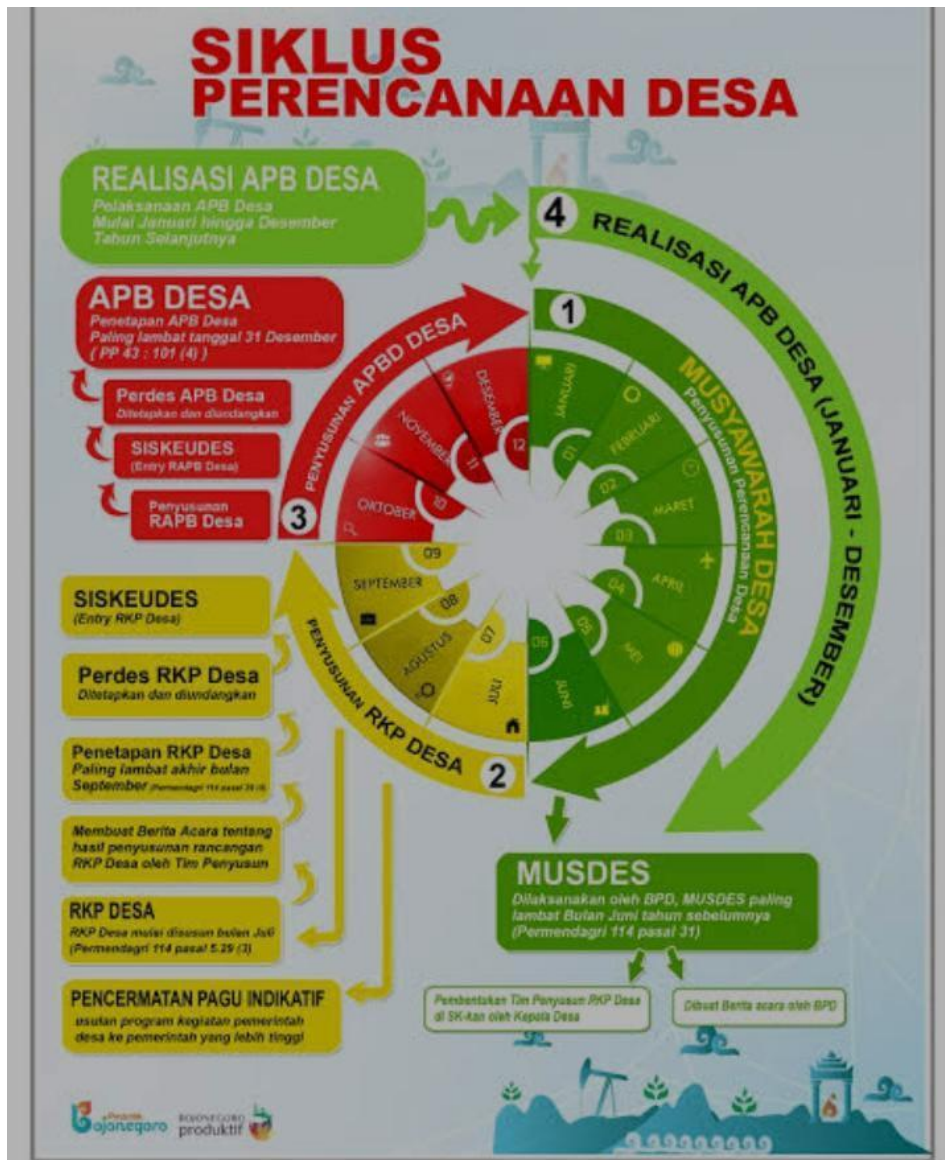 SIKLUS
PERENCANAAN DESA
REALISASI APB DESA
Pelaksanaan APB Desa
Mulai Januari hingga Desember
Tahun Selanjutnya
4 REALISASI APB DESA (JANUARI - DESEMBER)
APB DESA
Penetapan APB Desa
Paling lambat tanggal 31 Desember
( PP 43 : 101 (4) )
Perdes APB Desa
Ditetapkan dan diundangkan
SISKEUDES
(Entry RAPB Desa)
Penyusunan
RAPB Desa
3 PENYUSUNAN APBD DESA
1
MUSYAWARAH DESA
Penyusunan Perencanaan Desa
JANUARI 01
FEBRUARI 02
MARET 03
APRIL 04
MEI 05
JUNI 06
JULI 07
AGUSTUS 08
SEPTEMBER 09
OKTOBER 10
NOVEMBER 11
DESEMBER 12
2 PENYUSUNAN RKP DESA
SISKEUDES
(Entry RKP Desa)
Perdes RKP Desa
Ditetapkan dan diundangkan
Penetapan RKP Desa
Paling lambat akhir bulan
September (Permendagri 114 pasal
Membuat Berita Acara tentang
hasil penyusunan rancangan
RKP Desa oleh Tim Penyusun
RKP DESA
RKP Desa mulai disusun bulan Juli
(Permendagri 114 pasal 5.29 (3)
PENCERMATAN PAGU INDIKATIF
usulan program kegiatan pemerintah
desa ke pemerintah yang lebih tinggi
MUSDES
Dilaksanakan oleh BPD, MUSDES paling
lambat Bulan Juni tahun sebelumnya
(Permendagri 114 pasal 31)
Pembentukan Tim Penyusun RKP Desa
di SK-kan oleh Kepala Desa
Dibuat Berita acara oleh BPD
Bojonegoro
BOJONEGORO
produktif